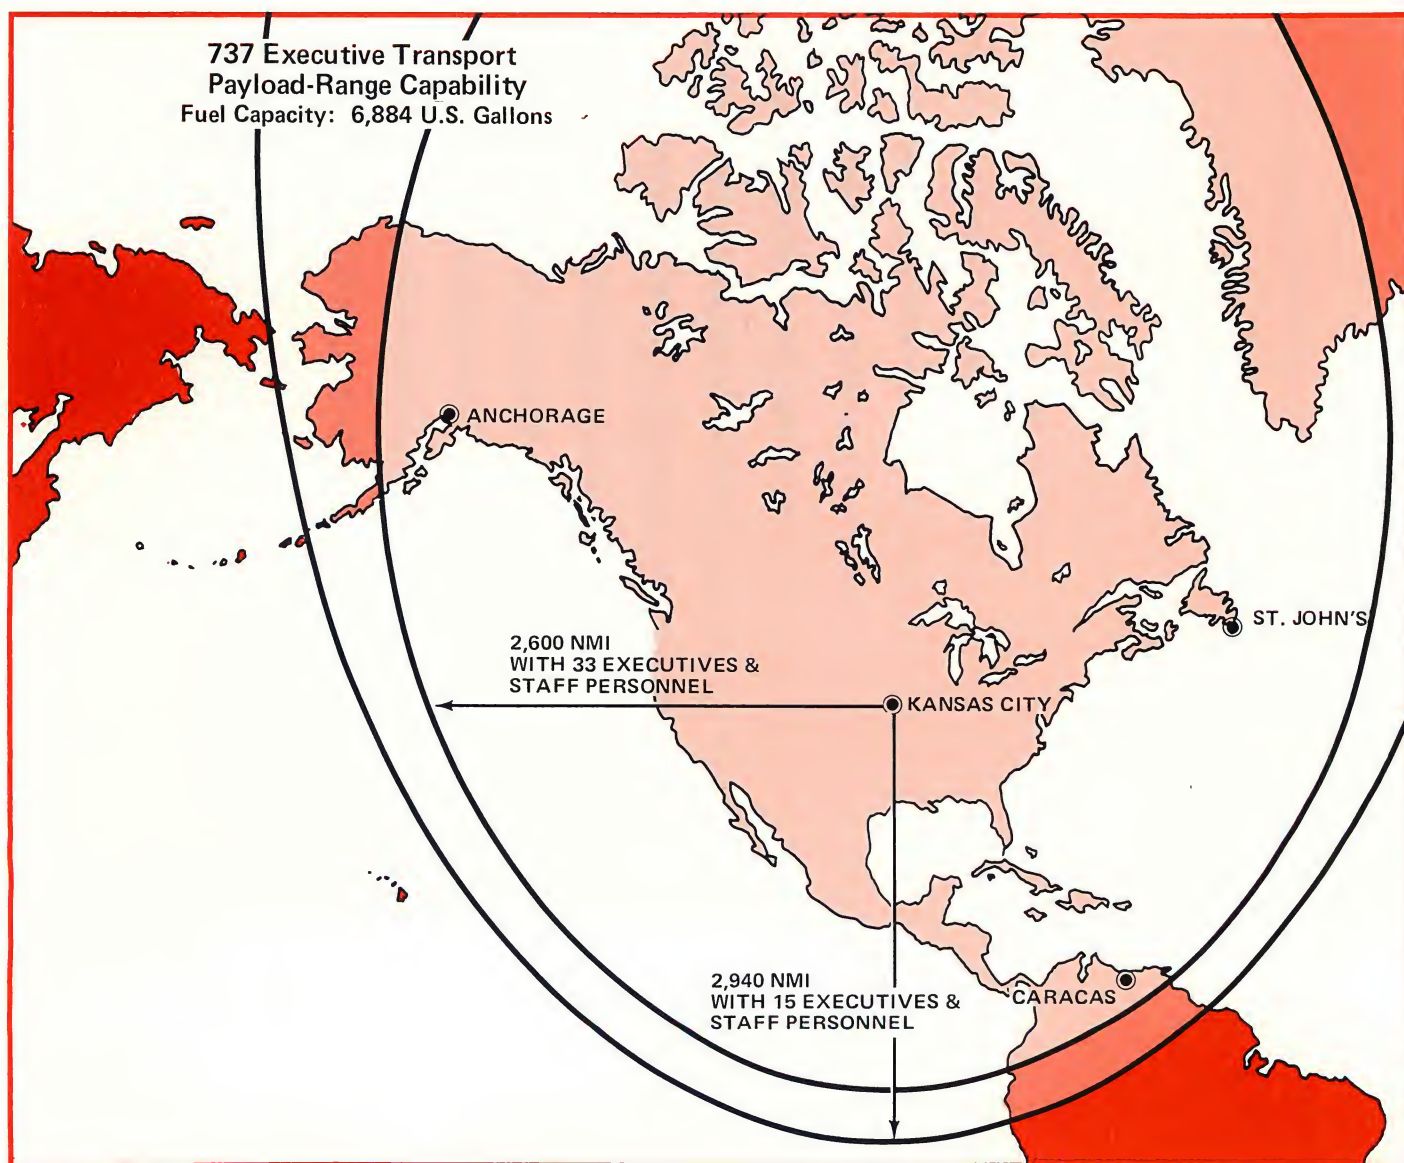 737 Executive Transport
Payload-Range Capability
Fuel Capacity: 6,884 U.S. Gallons
ANCHORAGE
ST. JOHN'S
2,600 NMI
WITH 33 EXECUTIVES &
STAFF PERSONNEL
KANSAS CITY
2,940 NMI
WITH 15 EXECUTIVES &
STAFF PERSONNEL
CARACAS